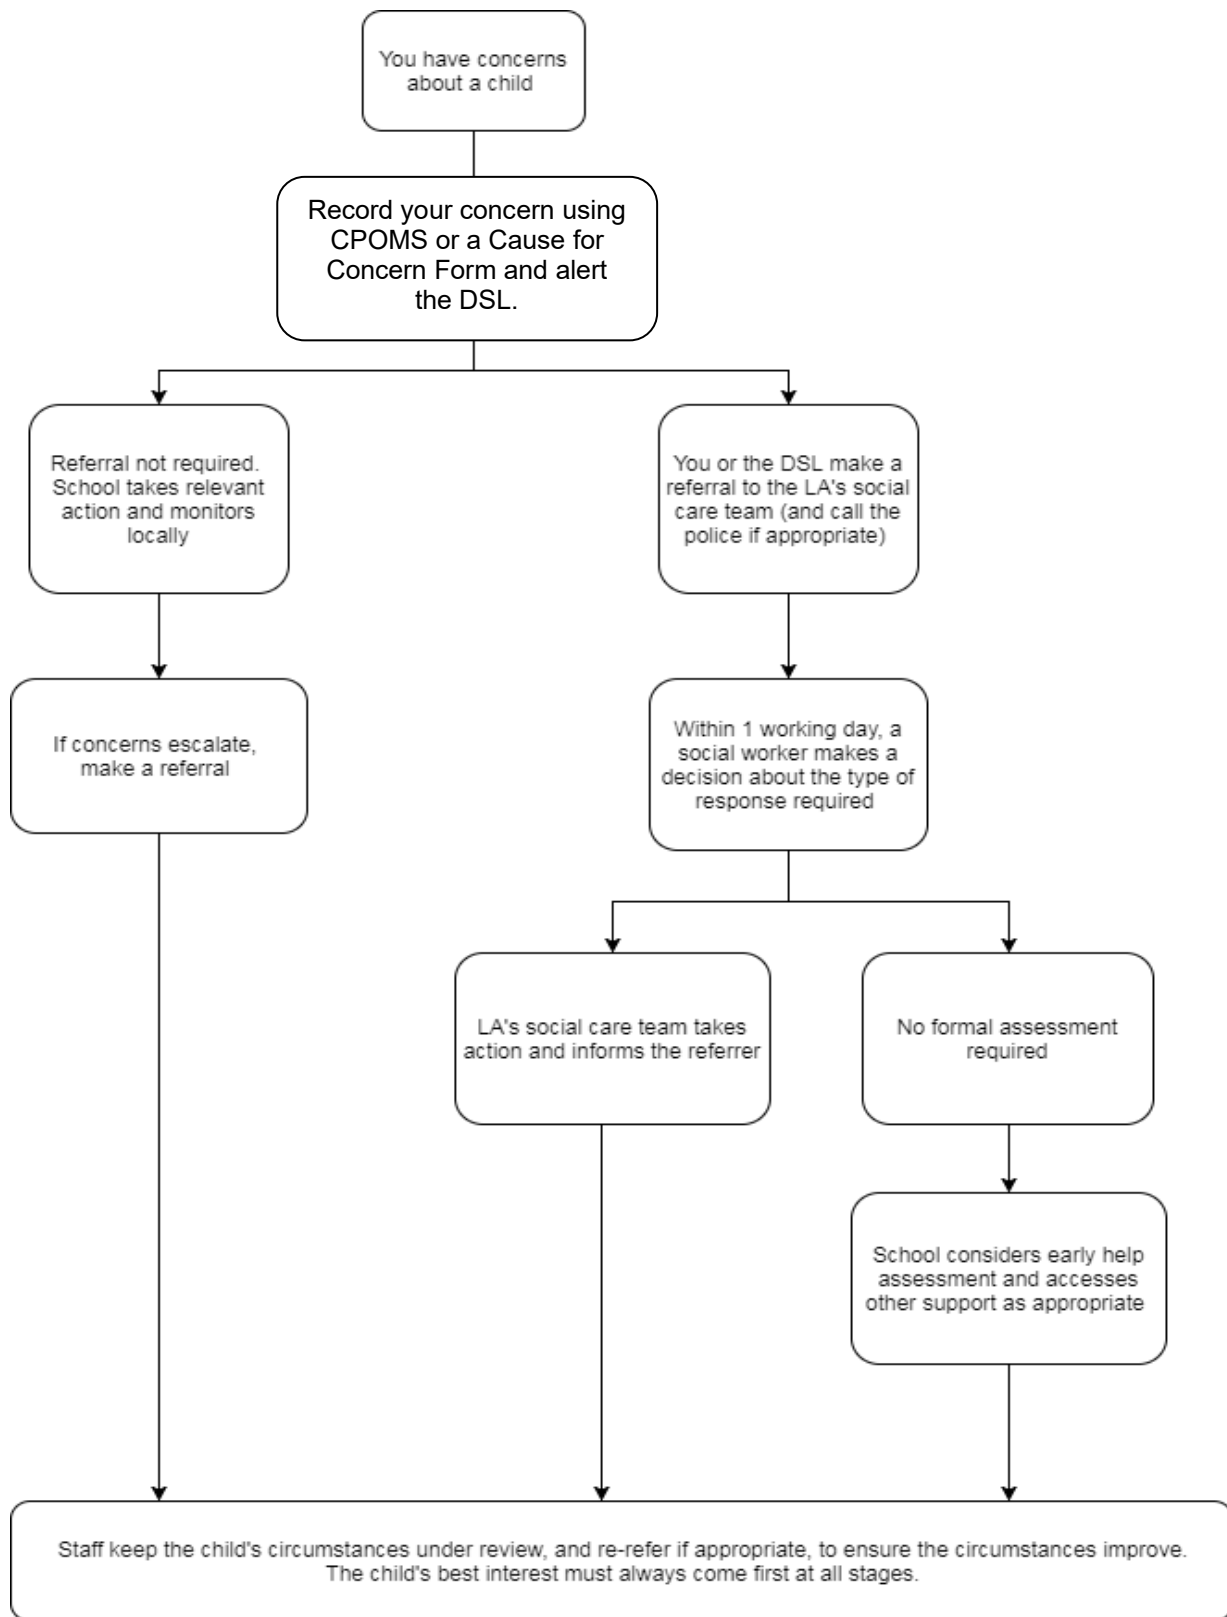 You have concerns
about a child
Record your concern using
CPOMS or a Cause for
Concern Form and alert
the DSL.
Referral not required.
School takes relevant
action and monitors
locally
You or the DSL make a
referral to the LA's social
care team (and call the
police if appropriate)
If concerns escalate,
make a referral
Within 1 working day, a
social worker makes a
decision about the type of
response required
LA's social care team takes
action and informs the referrer
No formal assessment
required
School considers early help
assessment and accesses
other support as appropriate
Staff keep the child's circumstances under review, and re-refer if appropriate, to ensure the circumstances improve.
The child's best interest must always come first at all stages.